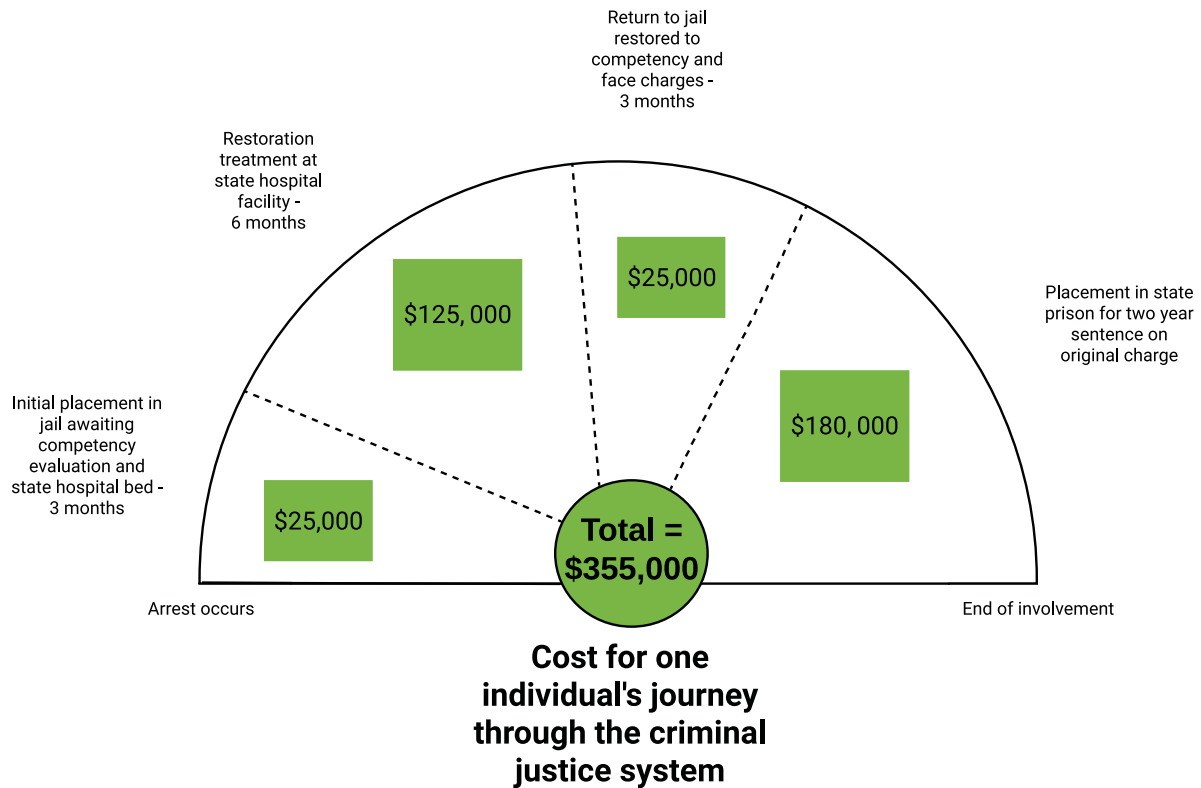 Return to jail
restored to
competency and
face charges -
3 months
Restoration
treatment at
state hospital
facility -
6 months
$125, 000
$25,000
Placement in state
prison for two year
sentence on
original charge
Initial placement in
jail awaiting
competency
evaluation and
state hospital bed -
3 months
$180, 000
$25,000
Total =
$355,000
Arrest occurs
End of involvement
Cost for one
individual's journey
through the criminal
justice system